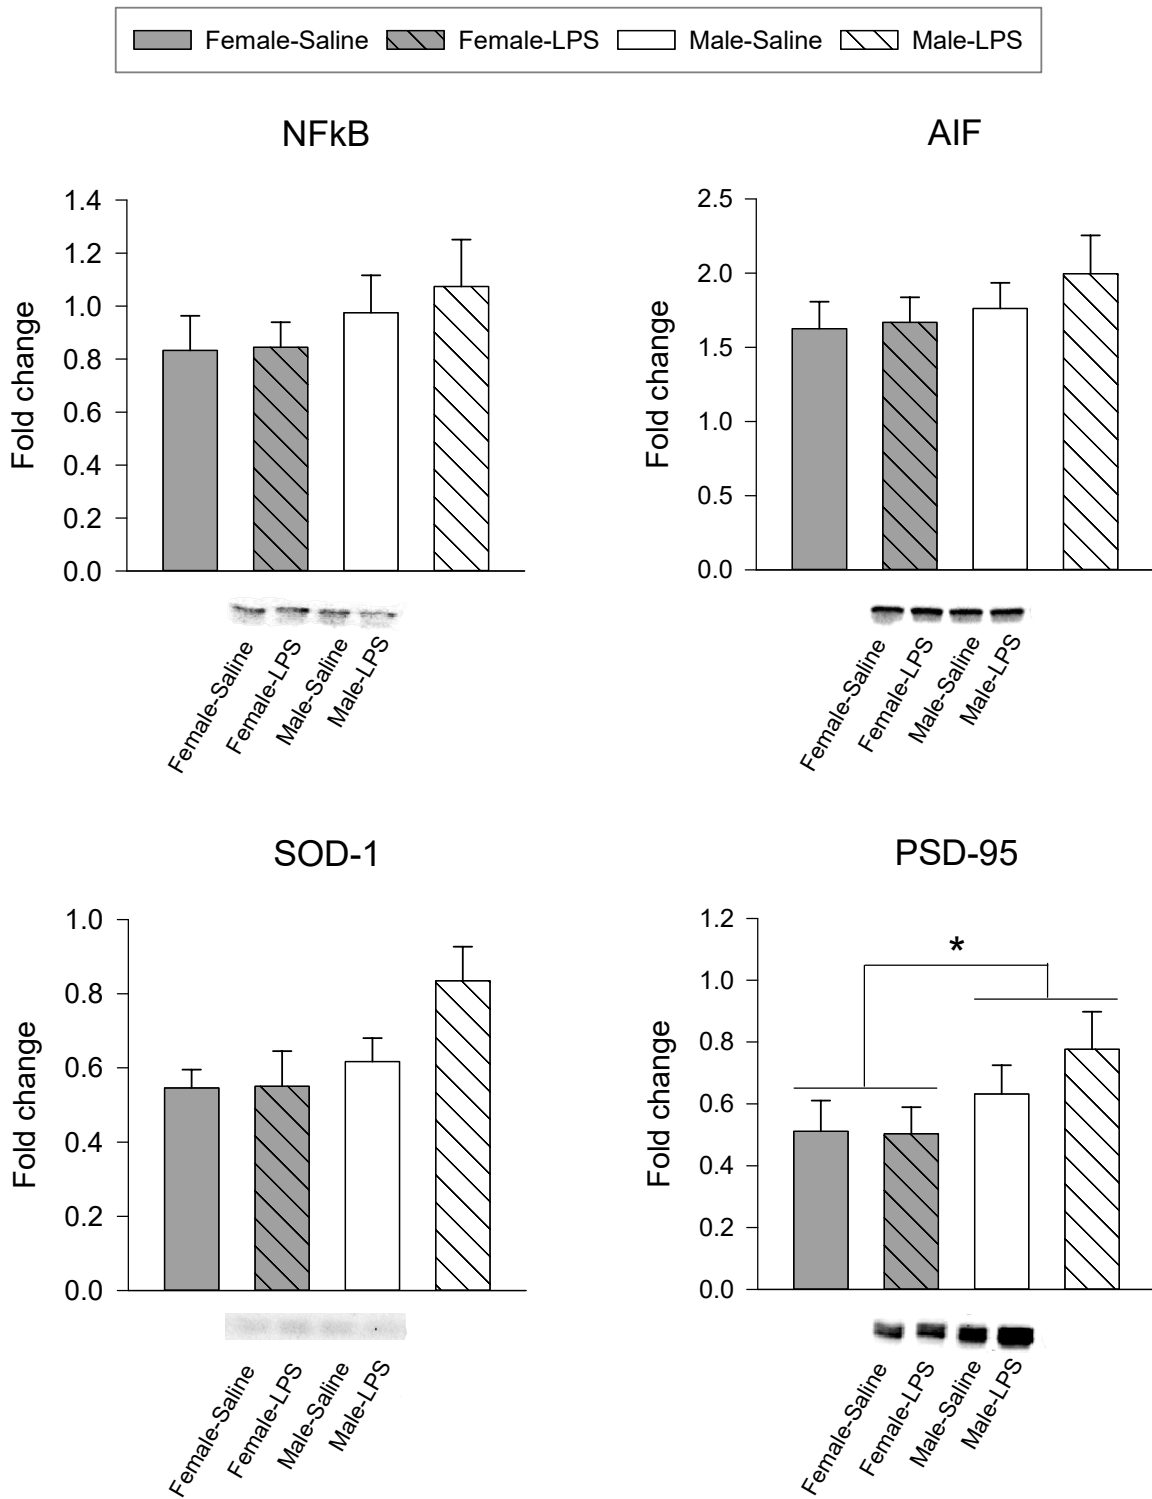 Female-Saline Female-LPS Male-Saline Male-LPS
NFkB
Fold change
1.4
1.2
1.0
0.8
0.6
0.4
0.2
0.0
Female-Saline
Female-LPS
Male-Saline
Male-LPS
AIF
Fold change
2.5
2.0
1.5
1.0
0.5
0.0
Female-Saline
Female-LPS
Male-Saline
Male-LPS
SOD-1
Fold change
1.0
0.8
0.6
0.4
0.2
0.0
Female-Saline
Female-LPS
Male-Saline
Male-LPS
PSD-95
Fold change
1.2
1.0
0.8
0.6
0.4
0.2
0.0
*
Female-Saline
Female-LPS
Male-Saline
Male-LPS